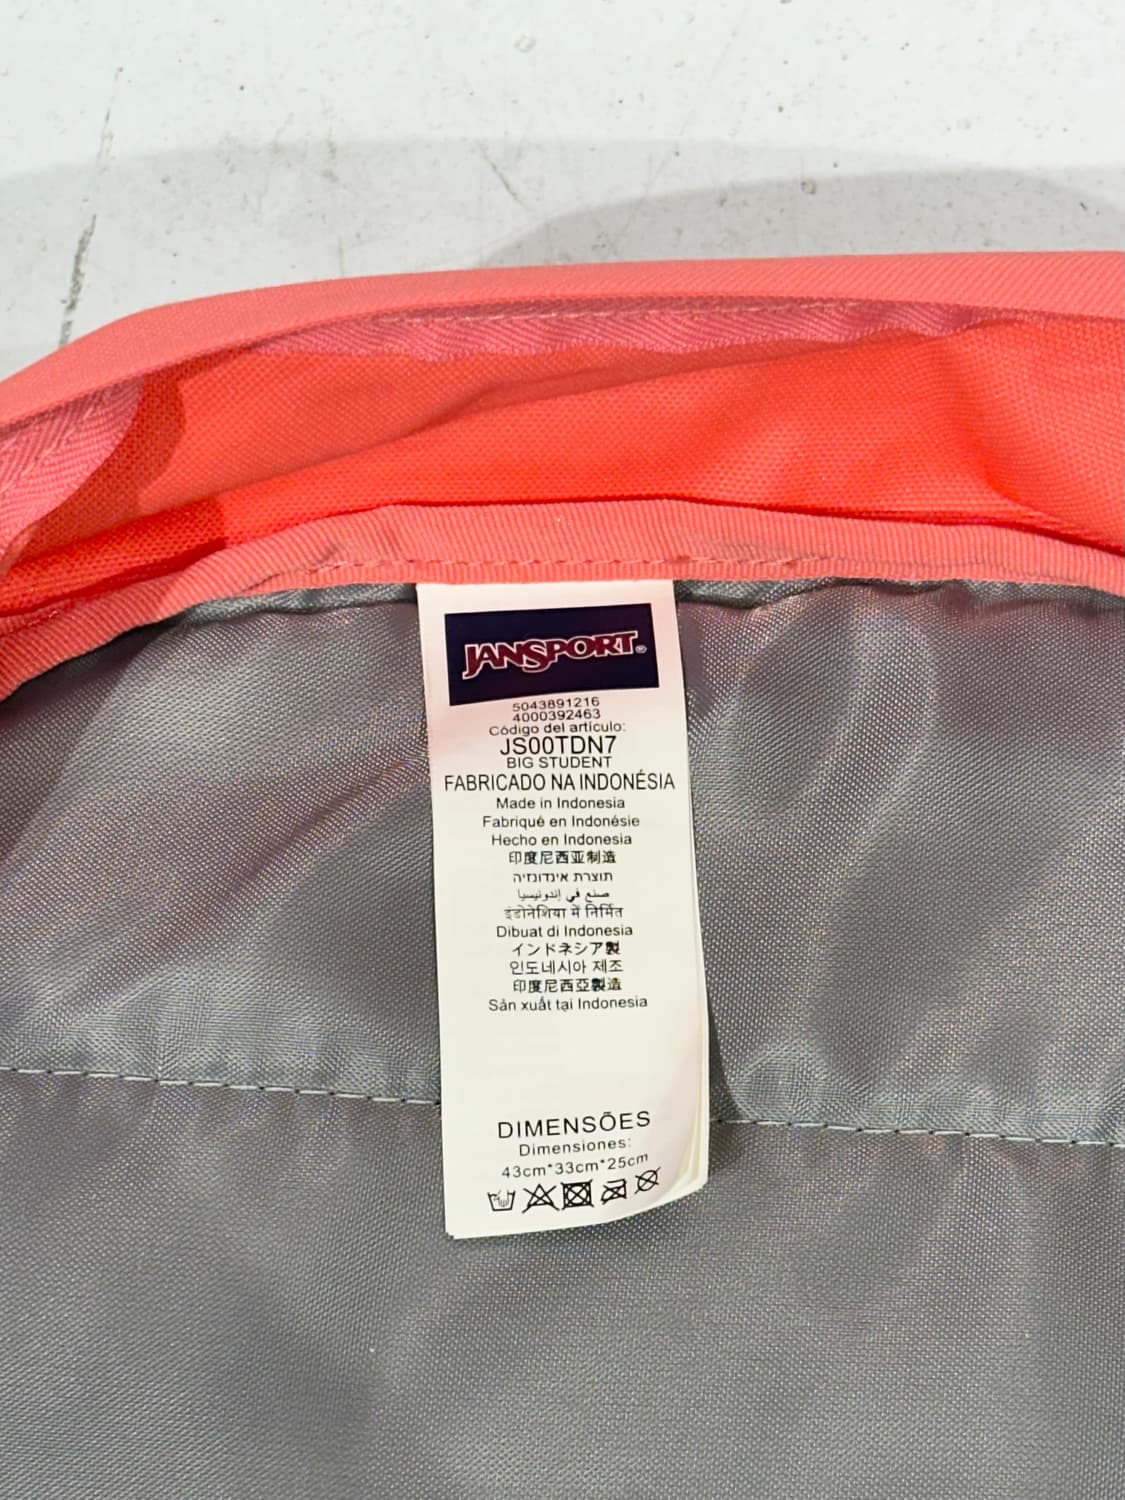 JANSPORT®
5043891216
4000392463
Código del artículo:
JS00TDN7
BIG STUDENT
FABRICADO NA INDONÉSIA
Made in Indonesia
Fabriqué en Indonésie
Hecho en Indonesia
印度尼西亚制造
תוצרת אינדונזיה
صنع في إندونيسيا
इंडोनेशिया में निर्मित
Dibuat di Indonesia
インドネシア製
인도네시아 제조
印度尼西亞製造
Sản xuất tại Indonesia
DIMENSÕES
Dimensiones:
43cm*33cm*25cm